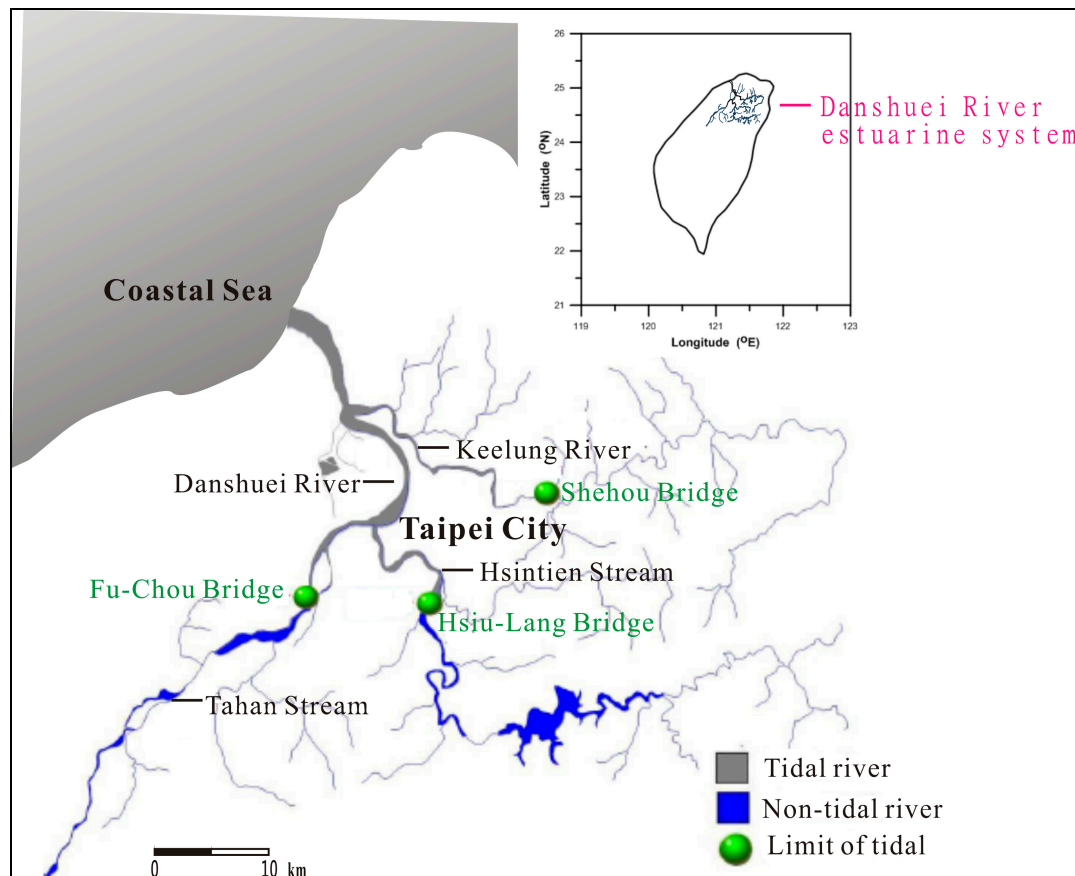 26
25
24
23
22
21
Latitude (ºN)
119
120
121
122
123
Longitude (ºE)
Danshuei River
estuarine system
Coastal Sea
Keelung River
Danshuei River
Shehou Bridge
Taipei City
Hsintien Stream
Fu-Chou Bridge
Hsiu-Lang Bridge
Tahan Stream
Tidal river
Non-tidal river
Limit of tidal
0
10
km